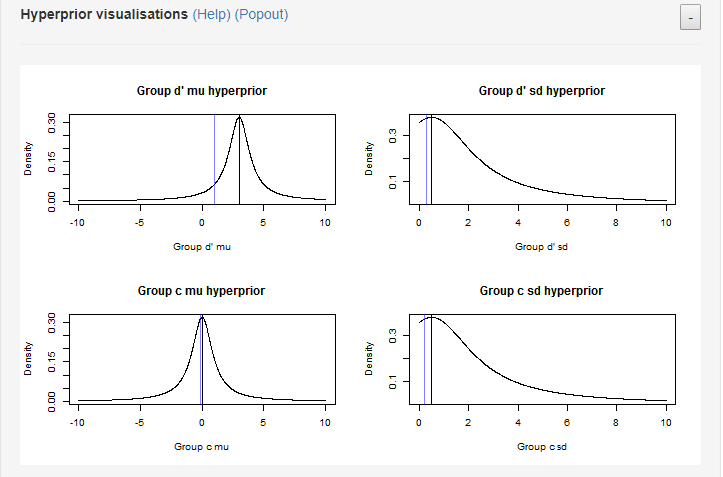 Hyperprior visualisations (Help) (Popout)
-
Group d' mu hyperprior
Density
0.00 0.15 0.30
-10 -5 0 5 10
Group d' mu
Group d' sd hyperprior
Density
0.1 0.3
0 2 4 6 8 10
Group d' sd
Group c mu hyperprior
Density
0.00 0.15 0.30
-10 -5 0 5 10
Group c mu
Group c sd hyperprior
Density
0.1 0.3
0 2 4 6 8 10
Group c sd